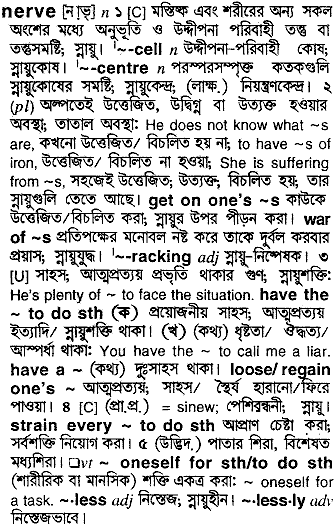 nerve [নাভ্] n ১ [C] মস্তিষ্ক এবং শরীরের অন্য সকল
অংশের মধ্যে অনুভূতি ও উদ্দীপনা পরিবাহী তন্তু বা
তন্তুসমষ্টি; স্নায়ু। '~-cell n উদ্দীপনা-পরিবাহী কোষ;
স্নায়ুকোষ। '~-centre n পরস্পরসম্পৃক্ত কতকগুলি
স্নায়ুকোষের সমষ্টি; স্নায়ুকেন্দ্র; (লাক্ষ.) নিয়ন্ত্রণকেন্দ্র। ২
(pl) অল্পতেই উত্তেজিত, উদ্বিগ্ন বা উত্যক্ত হওয়ার
অবস্থা; তাতাল অবস্থা: He does not know what ~s
are, কখনো উত্তেজিত/ বিচলিত হয় না; to have ~s of
iron, উত্তেজিত/ বিচলিত না হওয়া; She is suffering
from ~s, সহজেই উত্তেজিত; উত্যক্ত; বিচলিত হয়; তার
স্নায়ুগুলি তেতে আছে। get on one's ~s কাউকে
উত্তেজিত/বিচলিত করা; স্নায়ুর উপর পীড়ন করা। war
of ~s প্রতিপক্ষের মনোবল নষ্ট করে তাকে দুর্বল করবার
প্রয়াস; স্নায়ুযুদ্ধ। '~-racking adj স্নায়ু-নিষ্পেষক। ৩
[U] সাহস; আত্মপ্রত্যয় প্রভৃতি থাকার গুণ; স্নায়ুশক্তি:
He's plenty of ~ to face the situation. have the
~ to do sth (ক) প্রয়োজনীয় সাহস; আত্মপ্রত্যয়
ইত্যাদি/ স্নায়ুশক্তি থাকা। (খ) (কথ্য) ধৃষ্টতা/ ঔদ্ধত্য/
আস্পর্ধা থাকা: You have the ~ to call me a liar.
have a ~ (কথ্য) দুঃসাহস থাকা। loose/ regain
one's ~ আত্মপ্রত্যয়; সাহস/ স্থৈর্য হারানো/ফিরে
পাওয়া। ৪ [C] (প্রা.প্র.) = sinew; পেশিবন্ধনী; স্নায়ু।
strain every ~ to do sth আপ্রাণ চেষ্টা করা;
সর্বশক্তি নিয়োগ করা। ৫ (উদ্ভিদ.) পাতার শিরা, বিশেষত
মধ্যশিরা। □vt ~ oneself for sth/to do sth
(শারীরিক বা মানসিক) শক্তি একত্র করা: ~ oneself for
a task. ~·less adj নিস্তেজ; স্নায়ুহীন। ~·less·ly adv
নিস্তেজভাবে।